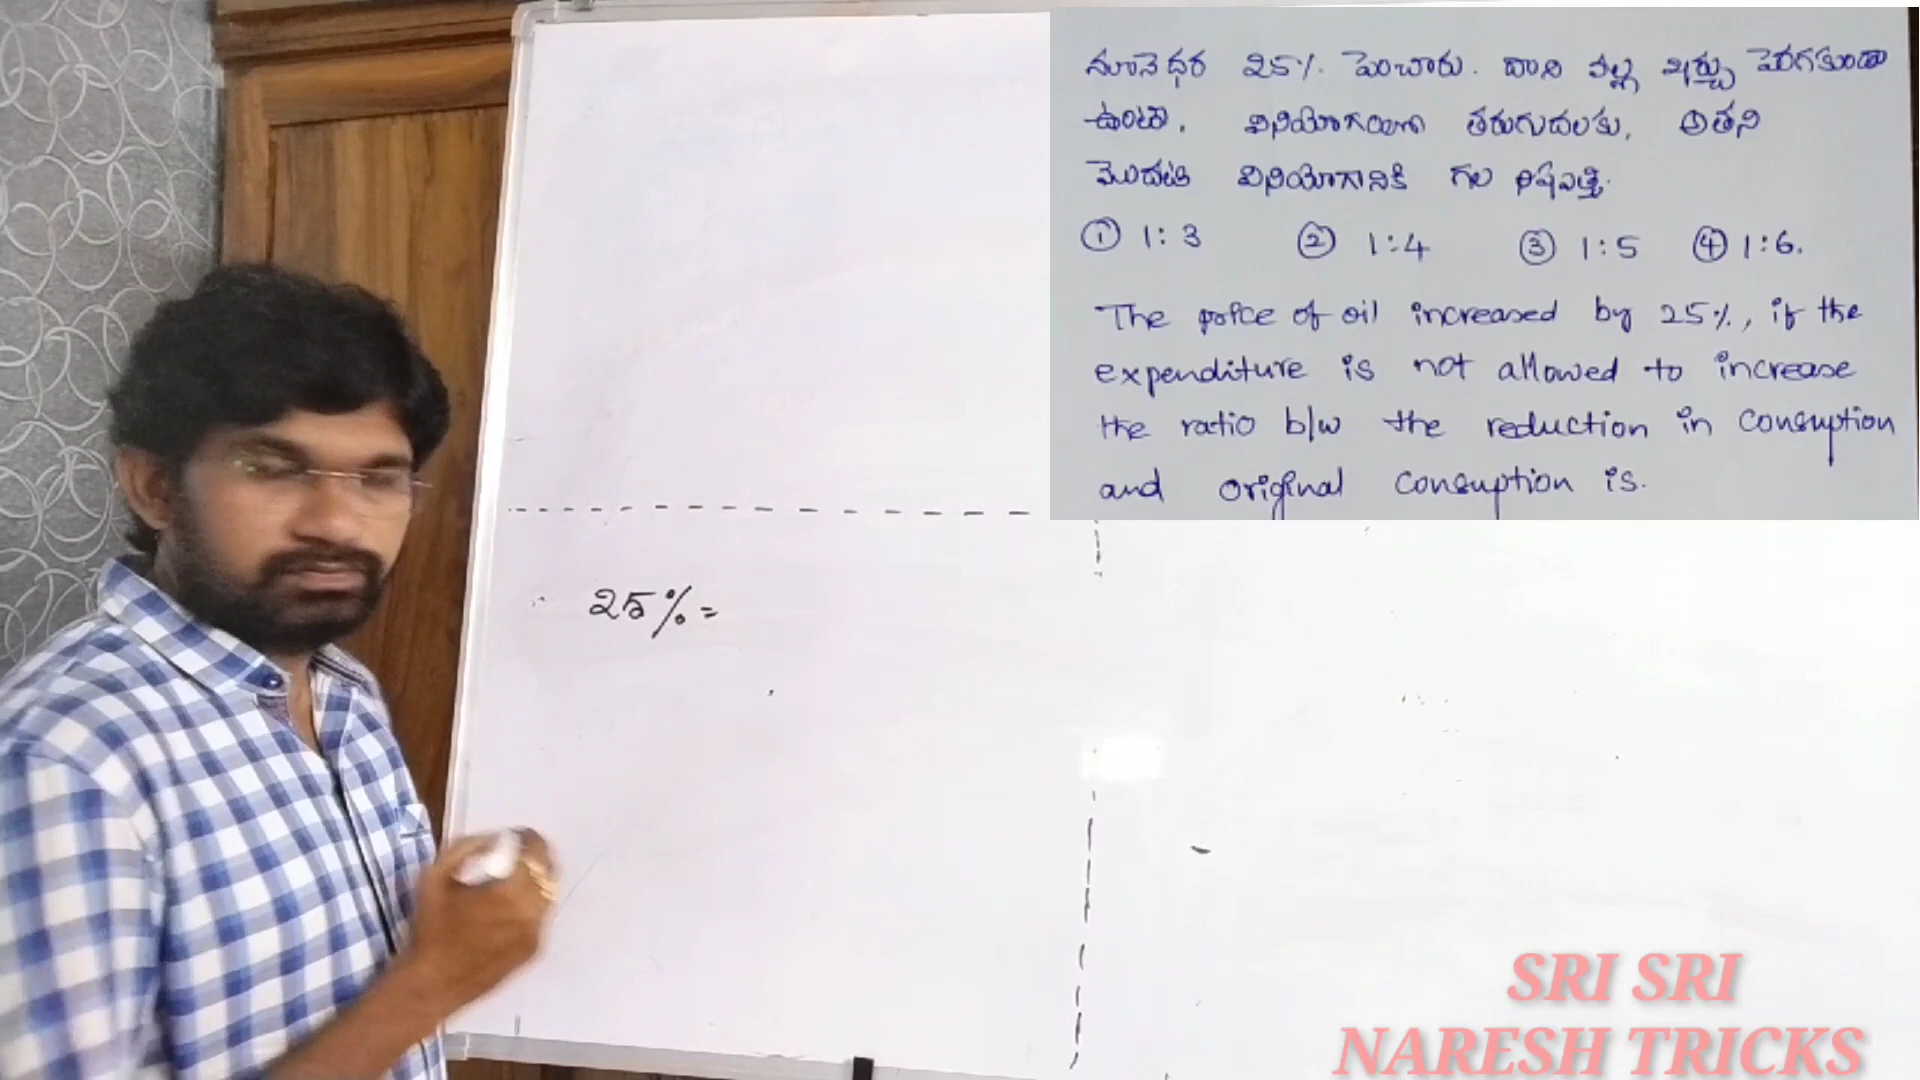 నూనె ధర 25%. పెంచారు. దాని వల్ల ఖర్చు పెరగకుండా
ఉంటా, వినియోగంలో తరుగుదలకు, అతని
మొదటి వినియోగానికి గల నిష్పత్తి.
① 1:3 ② 1:4 ③ 1:5 ④ 1:6.
The price of oil increased by 25%, if the
expenditure is not allowed to increase
the ratio b/w the reduction in consuption
and original consuption is.
25% =
SRI SRI
NARESH TRICKS